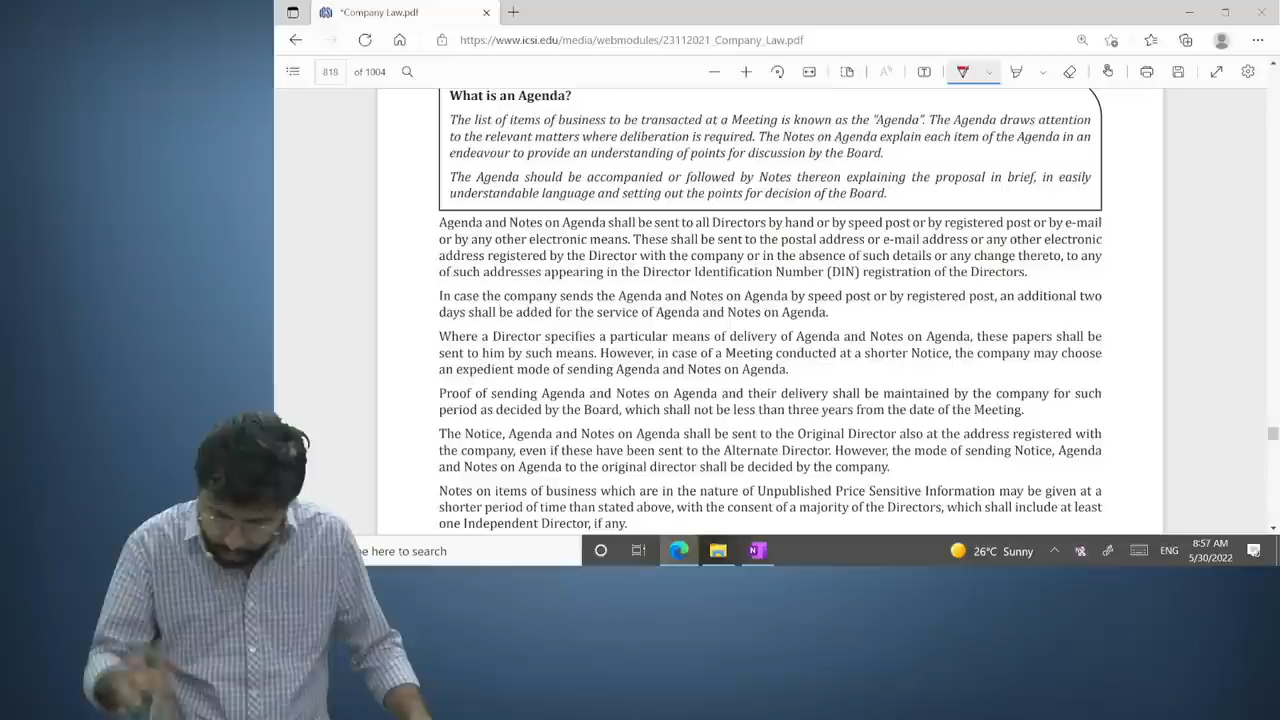 *Company Law.pdf
https://www.icsi.edu/media/webmodules/23112021_Company_Law.pdf
818 of 1004
What is an Agenda?
The list of items of business to be transacted at a Meeting is known as the “Agenda”. The Agenda draws attention
to the relevant matters where deliberation is required. The Notes on Agenda explain each item of the Agenda in an
endeavour to provide an understanding of points for discussion by the Board.
The Agenda should be accompanied or followed by Notes thereon explaining the proposal in brief, in easily
understandable language and setting out the points for decision of the Board.
Agenda and Notes on Agenda shall be sent to all Directors by hand or by speed post or by registered post or by e-mail
or by any other electronic means. These shall be sent to the postal address or e-mail address or any other electronic
address registered by the Director with the company or in the absence of such details or any change thereto, to any
of such addresses appearing in the Director Identification Number (DIN) registration of the Directors.
In case the company sends the Agenda and Notes on Agenda by speed post or by registered post, an additional two
days shall be added for the service of Agenda and Notes on Agenda.
Where a Director specifies a particular means of delivery of Agenda and Notes on Agenda, these papers shall be
sent to him by such means. However, in case of a Meeting conducted at a shorter Notice, the company may choose
an expedient mode of sending Agenda and Notes on Agenda.
Proof of sending Agenda and Notes on Agenda and their delivery shall be maintained by the company for such
period as decided by the Board, which shall not be less than three years from the date of the Meeting.
The Notice, Agenda and Notes on Agenda shall be sent to the Original Director also at the address registered with
the company, even if these have been sent to the Alternate Director. However, the mode of sending Notice, Agenda
and Notes on Agenda to the original director shall be decided by the company.
Notes on items of business which are in the nature of Unpublished Price Sensitive Information may be given at a
shorter period of time than stated above, with the consent of a majority of the Directors, which shall include at least
one Independent Director, if any.
e here to search
26°C Sunny
ENG
8:57 AM
5/30/2022